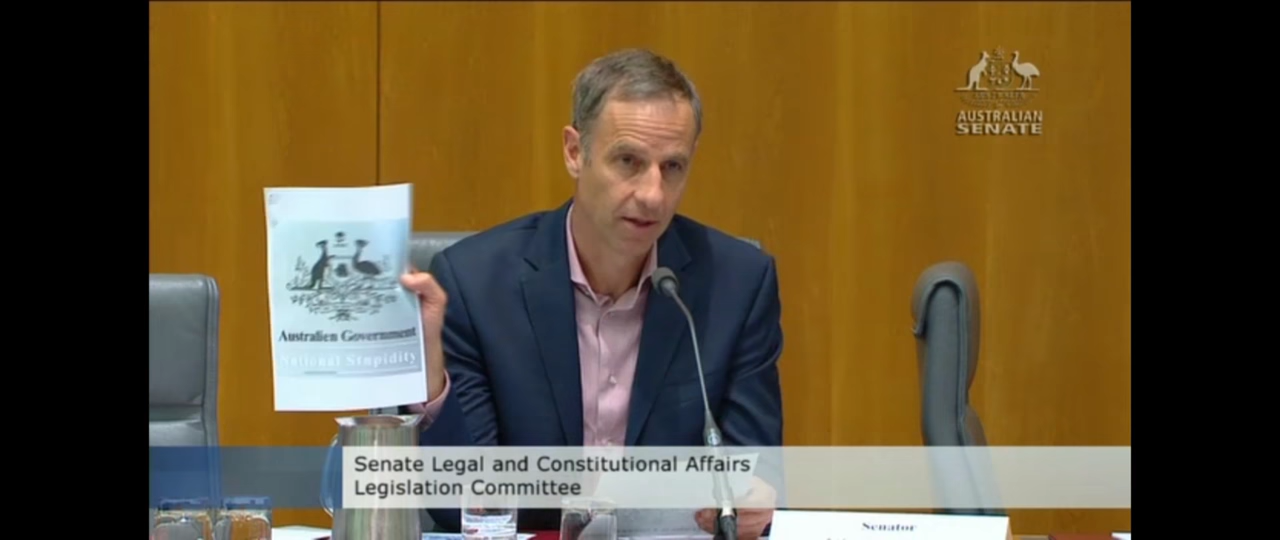 AUSTRALIAN
SENATE
Australien Government
National Stupidity
Senate Legal and Constitutional Affairs
Legislation Committee
Senator